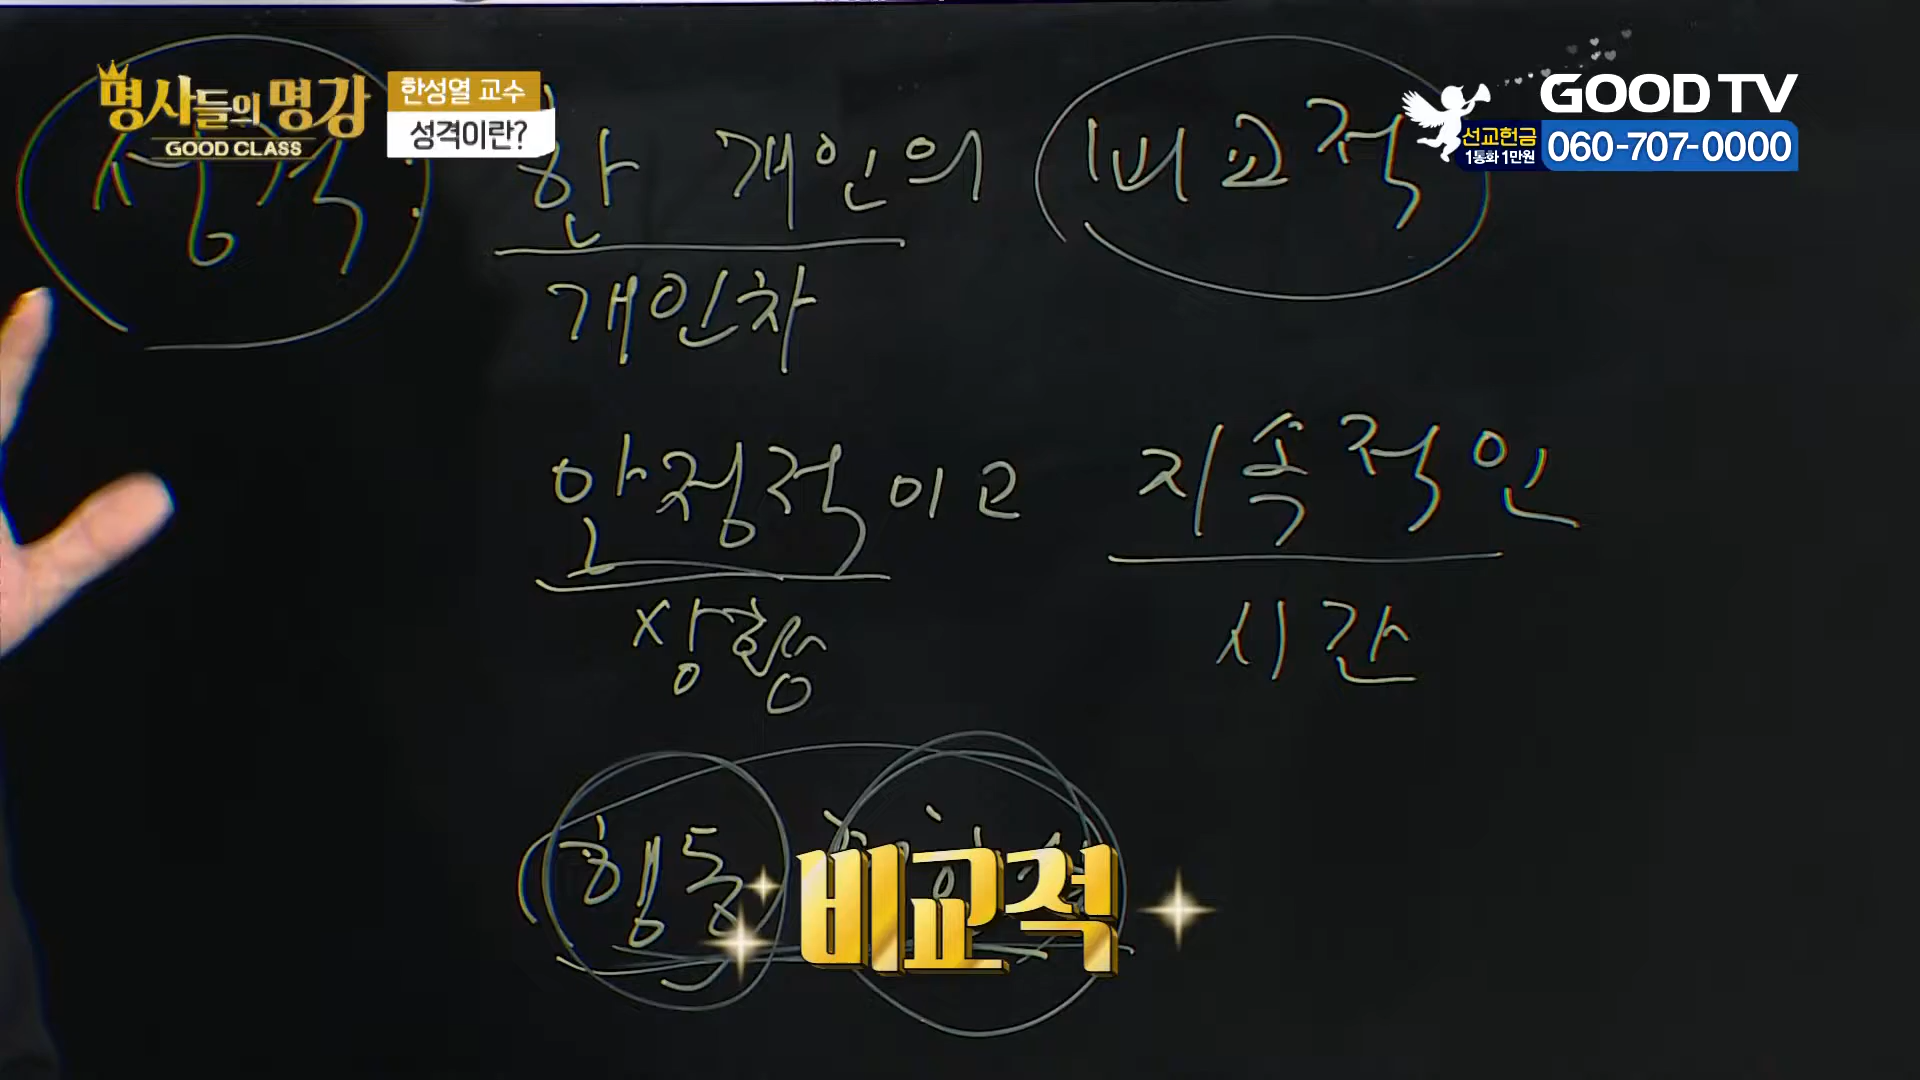 명사들의 명강
GOOD CLASS
한성열 교수
성격이란?
GOOD TV
선교헌금
1통화 1만원
060-707-0000
성격
한 개인의 비교적
개인차
안정적이고 지속적인
상황 시간
행동
비교적